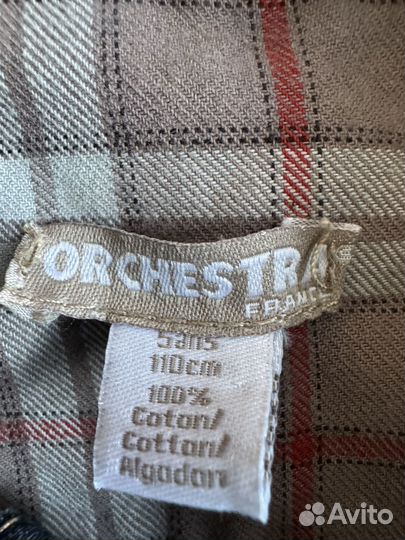 ORCHESTRA
FRANCE
5ans
110cm
100%
Coton/
Cotton/
Algodon
Avito